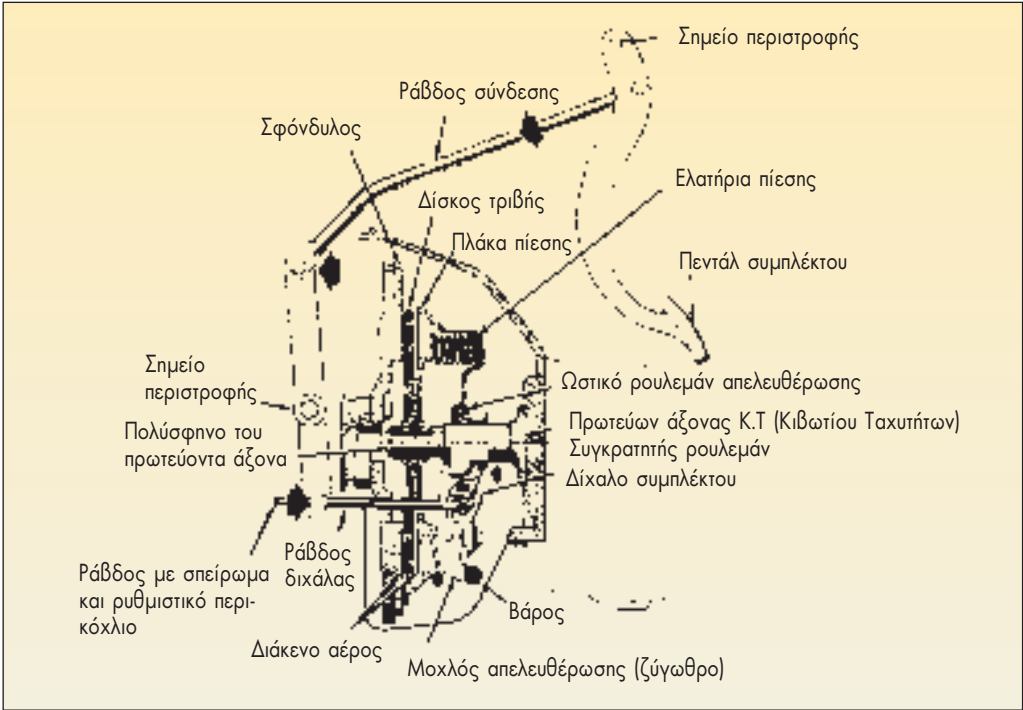 Σημείο περιστροφής
Ράβδος σύνδεσης
Σφόνδυλος
Ελατήρια πίεσης
Δίσκος τριβής
Πλάκα πίεσης
Πεντάλ συμπλέκτου
Σημείο
περιστροφής
Ωστικό ρουλεμάν απελευθέρωσης
Πρωτεύων άξονας Κ.Τ (Κιβωτίου Ταχυτήτων)
Πολύσφηνο του
πρωτεύοντα άξονα
Συγκρατητής ρουλεμάν
Δίχαλο συμπλέκτου
Ράβδος
διχάλας
Ράβδος με σπείρωμα
και ρυθμιστικό περι-
κόχλιο
Βάρος
Διάκενο αέρος
Μοχλός απελευθέρωσης (ζύγωθρο)